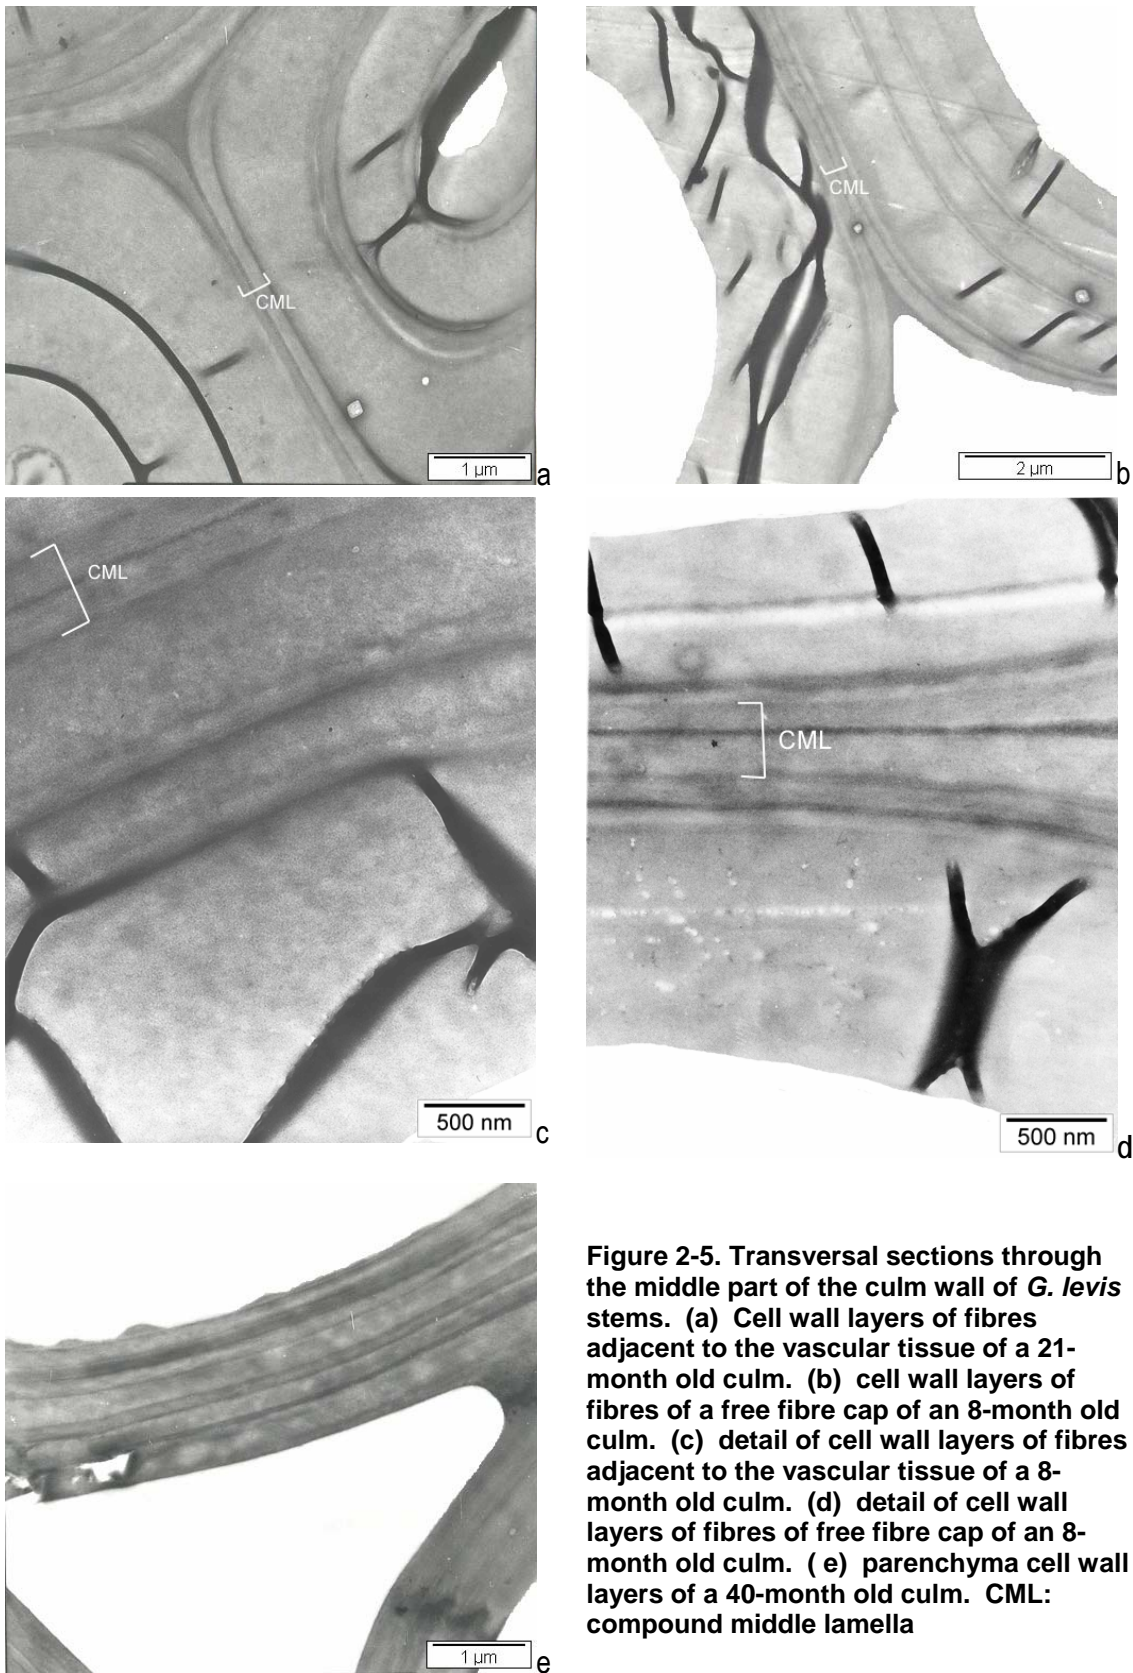 CML
1 µm
a
CML
2 µm
b
CML
500 nm
c
CML
500 nm
d
1 µm
e
Figure 2-5. Transversal sections through
the middle part of the culm wall of G. levis
stems. (a) Cell wall layers of fibres
adjacent to the vascular tissue of a 21-
month old culm. (b) cell wall layers of
fibres of a free fibre cap of an 8-month old
culm. (c) detail of cell wall layers of fibres
adjacent to the vascular tissue of a 8-
month old culm. (d) detail of cell wall
layers of fibres of free fibre cap of an 8-
month old culm. ( e) parenchyma cell wall
layers of a 40-month old culm. CML:
compound middle lamella